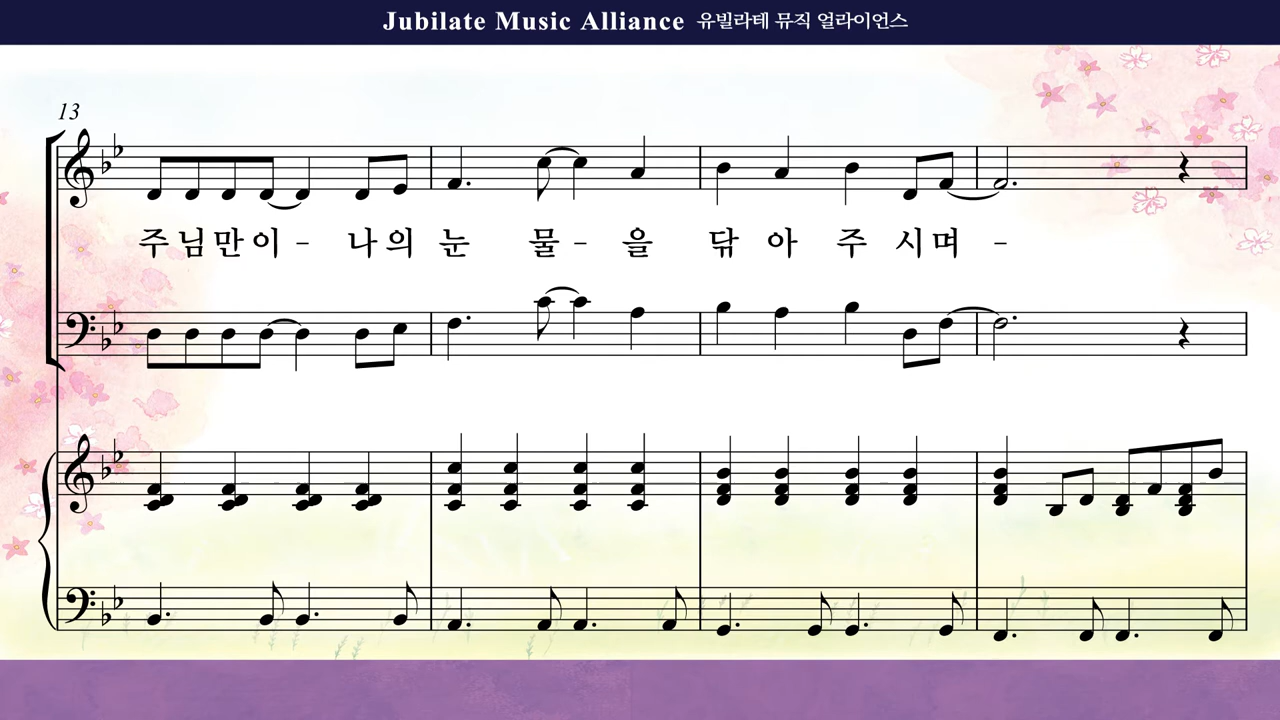 Jubilate Music Alliance 유빌라테 뮤직 얼라이언스
13
주님만이 - 나의 눈 물 - 을 닦 아 주 시며 -